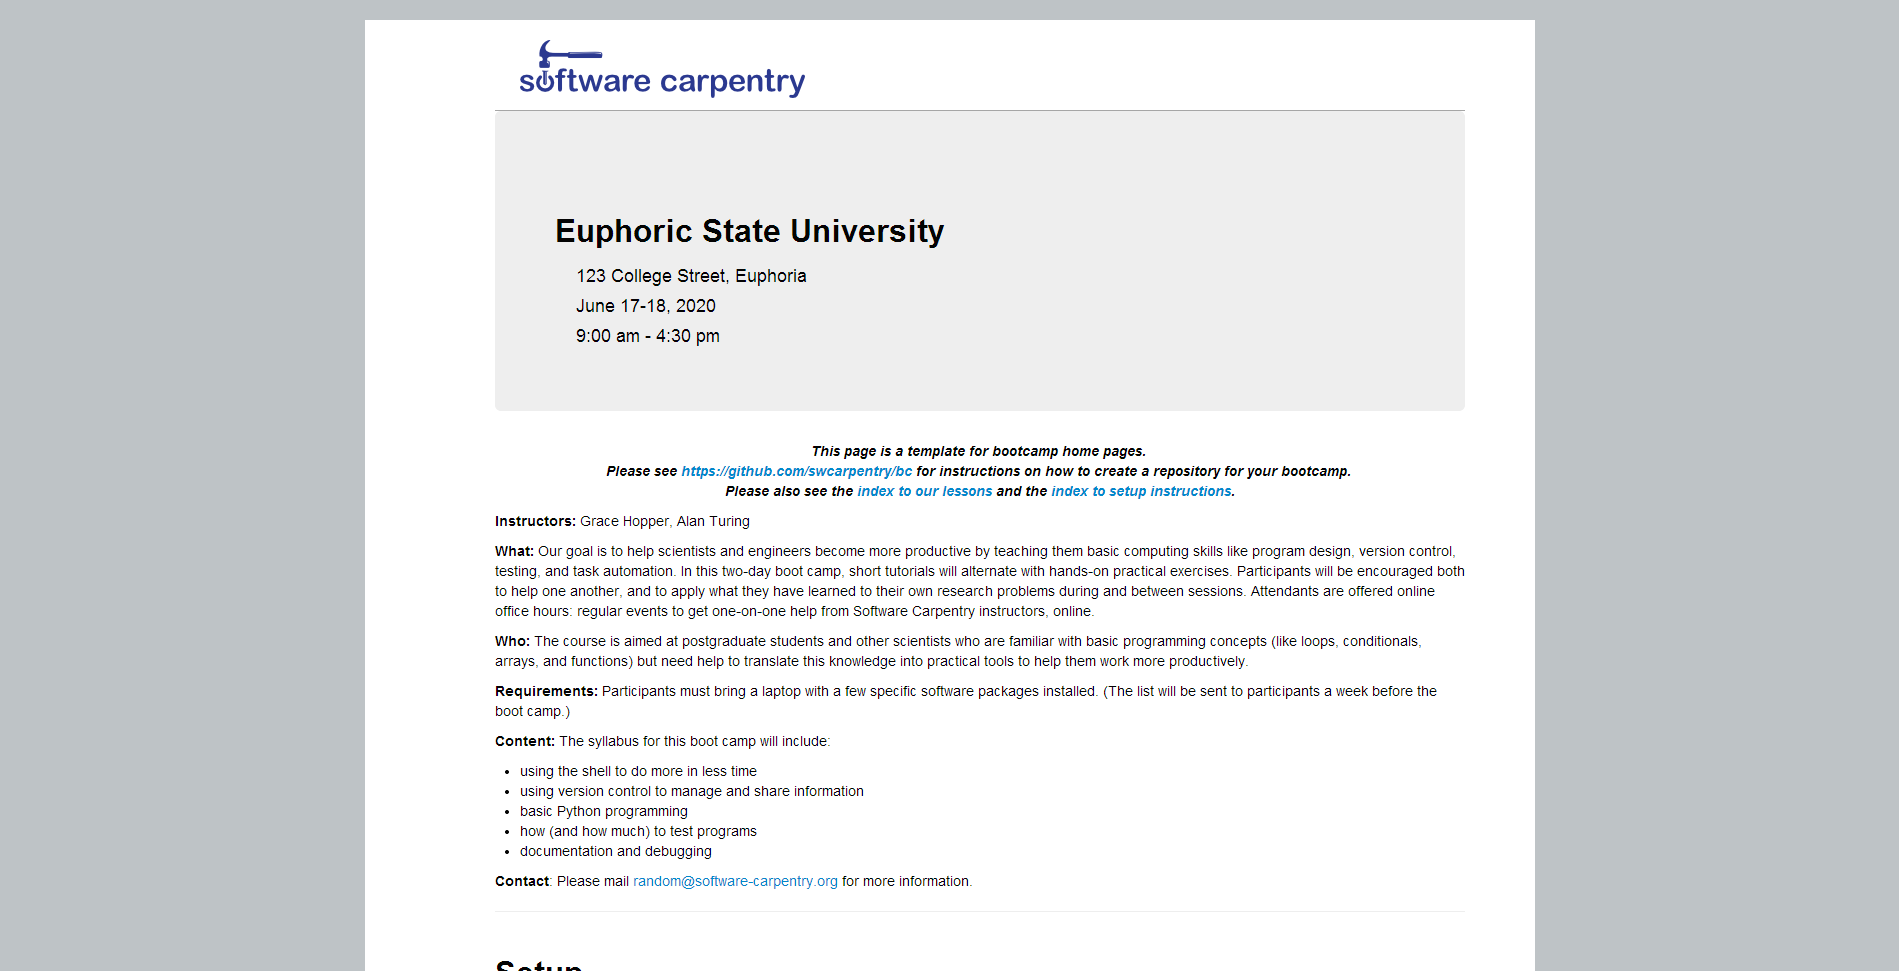 software carpentry
Euphoric State University
123 College Street, Euphoria
June 17-18, 2020
9:00 am - 4:30 pm
This page is a template for bootcamp home pages.
Please see https://github.com/swcarpentry/bc for instructions on how to create a repository for your bootcamp.
Please also see the index to our lessons and the index to setup instructions.
Instructors: Grace Hopper, Alan Turing
What: Our goal is to help scientists and engineers become more productive by teaching them basic computing skills like program design, version control,
testing, and task automation. In this two-day boot camp, short tutorials will alternate with hands-on practical exercises. Participants will be encouraged both
to help one another, and to apply what they have learned to their own research problems during and between sessions. Attendants are offered online
office hours: regular events to get one-on-one help from Software Carpentry instructors, online.
Who: The course is aimed at postgraduate students and other scientists who are familiar with basic programming concepts (like loops, conditionals,
arrays, and functions) but need help to translate this knowledge into practical tools to help them work more productively.
Requirements: Participants must bring a laptop with a few specific software packages installed. (The list will be sent to participants a week before the
boot camp.)
Content: The syllabus for this boot camp will include:
• using the shell to do more in less time
• using version control to manage and share information
• basic Python programming
• how (and how much) to test programs
• documentation and debugging
Contact: Please mail random@software-carpentry.org for more information.
Setup